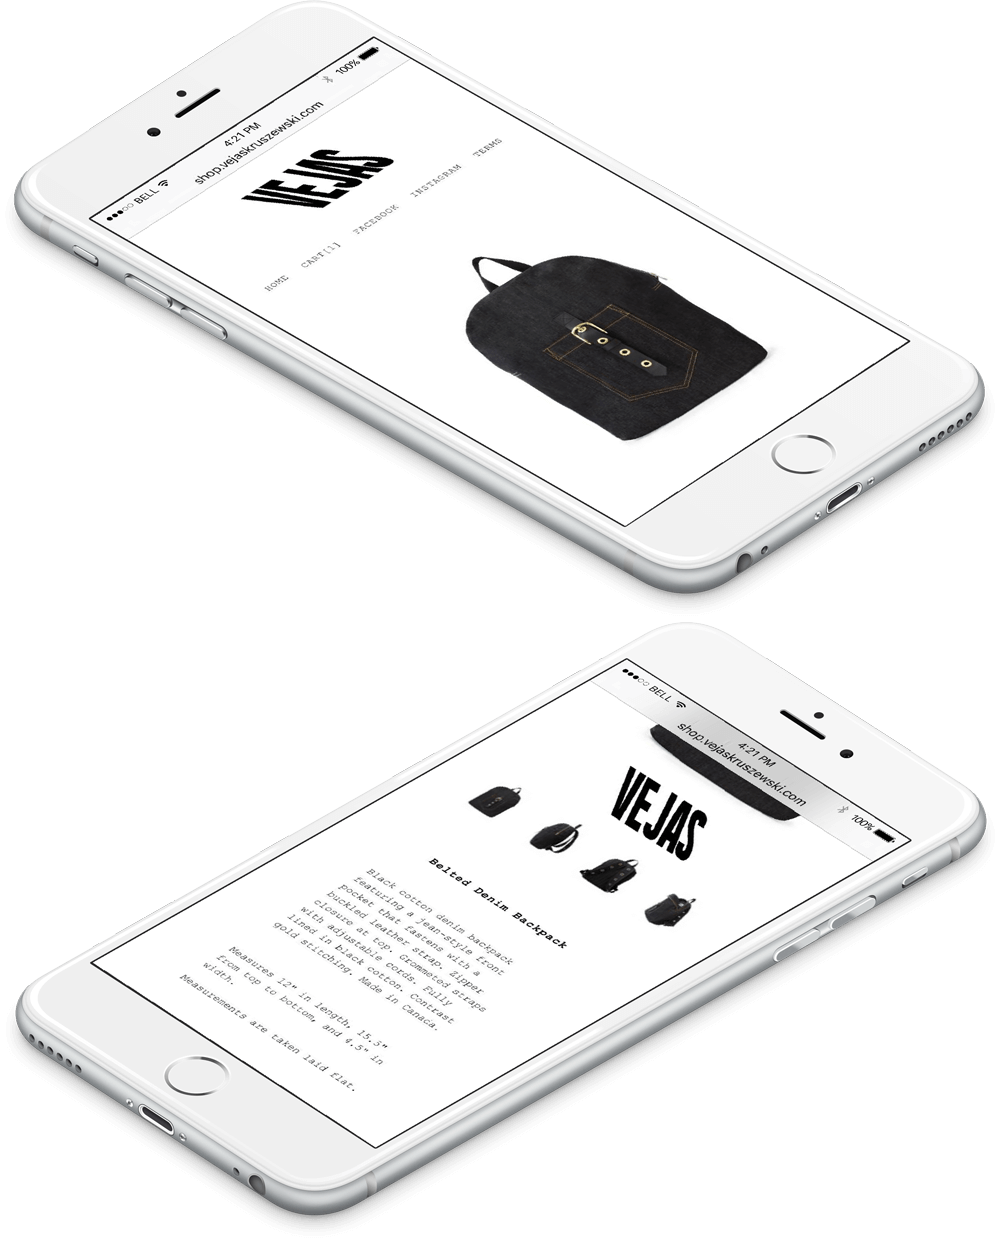 BELL 4:21 PM 100%
shop.vejaskruszewski.com
VEJAS
HOME CART[1] FACEBOOK INSTAGRAM TERMS
BELL 4:21 PM 100%
shop.vejaskruszewski.com
VEJAS
Belted Denim Backpack
Black cotton denim backpack
featuring a jean-style front
pocket that fastens with a
buckled leather strap. Zipper
closure at top. Grommeted straps
with adjustable cords. Fully
lined in black cotton. Contrast
gold stitching. Made in Canaca.
Measures 12" in length, 15.5"
from top to bottom, and 4.5" in
width.
Measurements are taken laid flat.